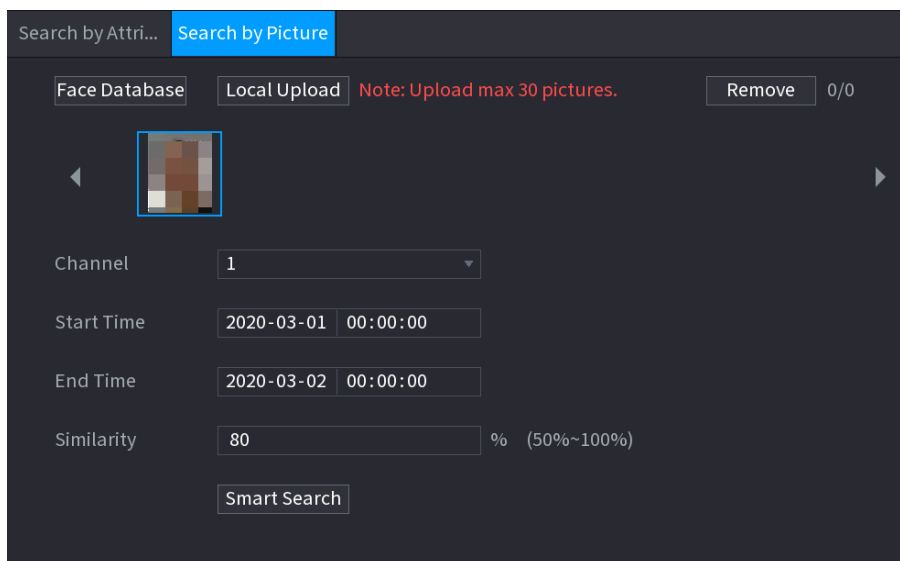 Search by Attri... Search by Picture
Face Database Local Upload Note: Upload max 30 pictures. Remove 0/0
Channel 1
Start Time 2020-03-01 00:00:00
End Time 2020-03-02 00:00:00
Similarity 80 % (50%~100%)
Smart Search